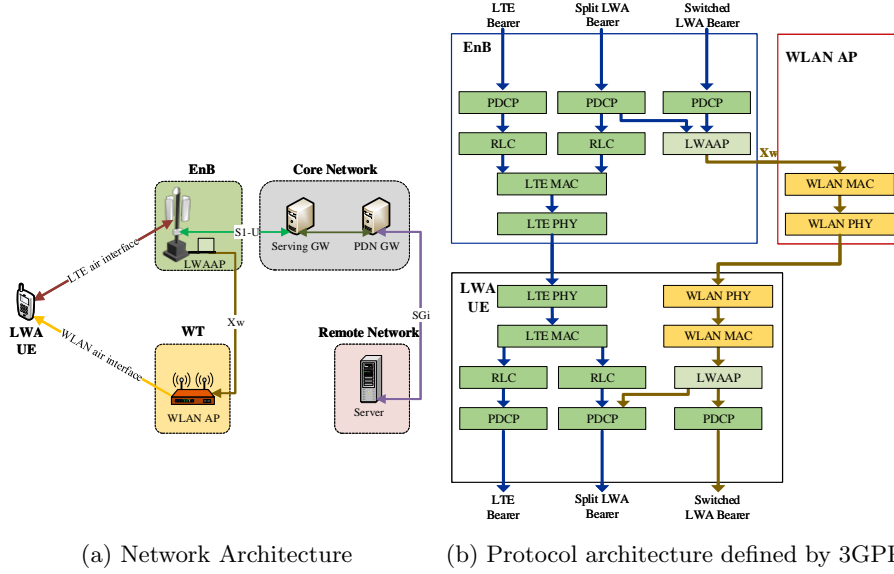 EnB
Core Network
S1-U
Serving GW
PDN GW
LWAAP
LTE air interface
LWA
UE
WLAN air interface
Xw
SGi
WT
WLAN AP
Remote Network
Server
(a) Network Architecture
LTE
Bearer
Split LWA
Bearer
Switched
LWA Bearer
EnB
WLAN AP
PDCP
PDCP
PDCP
RLC
RLC
LWAAP
Xw
LTE MAC
WLAN MAC
LTE PHY
WLAN PHY
LWA
UE
LTE PHY
WLAN PHY
LTE MAC
WLAN MAC
RLC
RLC
LWAAP
PDCP
PDCP
PDCP
LTE
Bearer
Split LWA
Bearer
Switched
LWA Bearer
(b) Protocol architecture defined by 3GPP